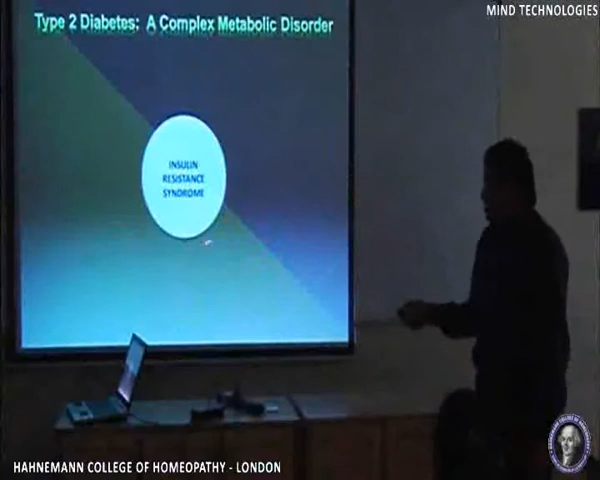 MIND TECHNOLOGIES
Type 2 Diabetes: A Complex Metabolic Disorder
INSULIN
RESISTANCE
SYNDROME
HAHNEMANN COLLEGE OF HOMEOPATHY - LONDON